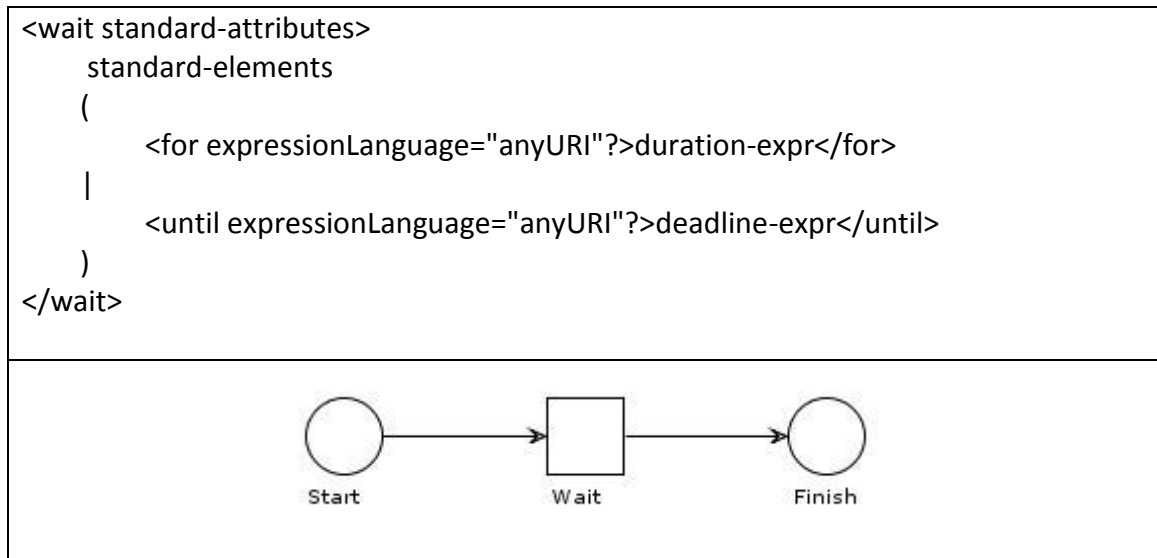 <wait standard-attributes>
standard-elements
(
<for expressionLanguage="anyURI"?>duration-expr</for>
|
<until expressionLanguage="anyURI"?>deadline-expr</until>
)
</wait>
Start Wait Finish